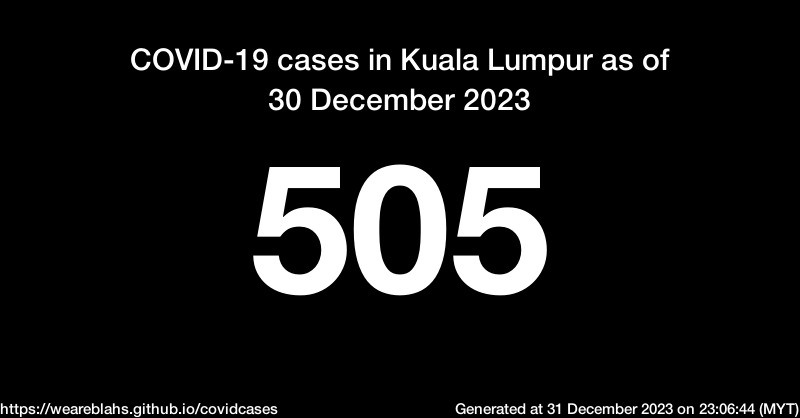 COVID-19 cases in Kuala Lumpur as of
30 December 2023
505
https://weareblahs.github.io/covidcases
Generated at 31 December 2023 on 23:06:44 (MYT)